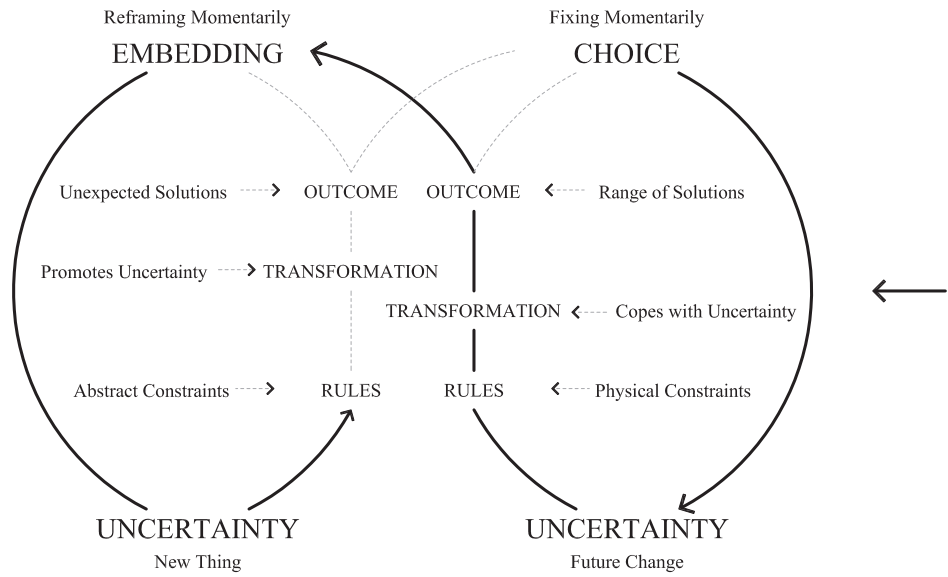 Reframing Momentarily
Fixing Momentarily
EMBEDDING
CHOICE
Unexpected Solutions
OUTCOME
OUTCOME
Range of Solutions
Promotes Uncertainty
TRANSFORMATION
TRANSFORMATION
Copes with Uncertainty
Abstract Constraints
RULES
RULES
Physical Constraints
UNCERTAINTY
UNCERTAINTY
New Thing
Future Change